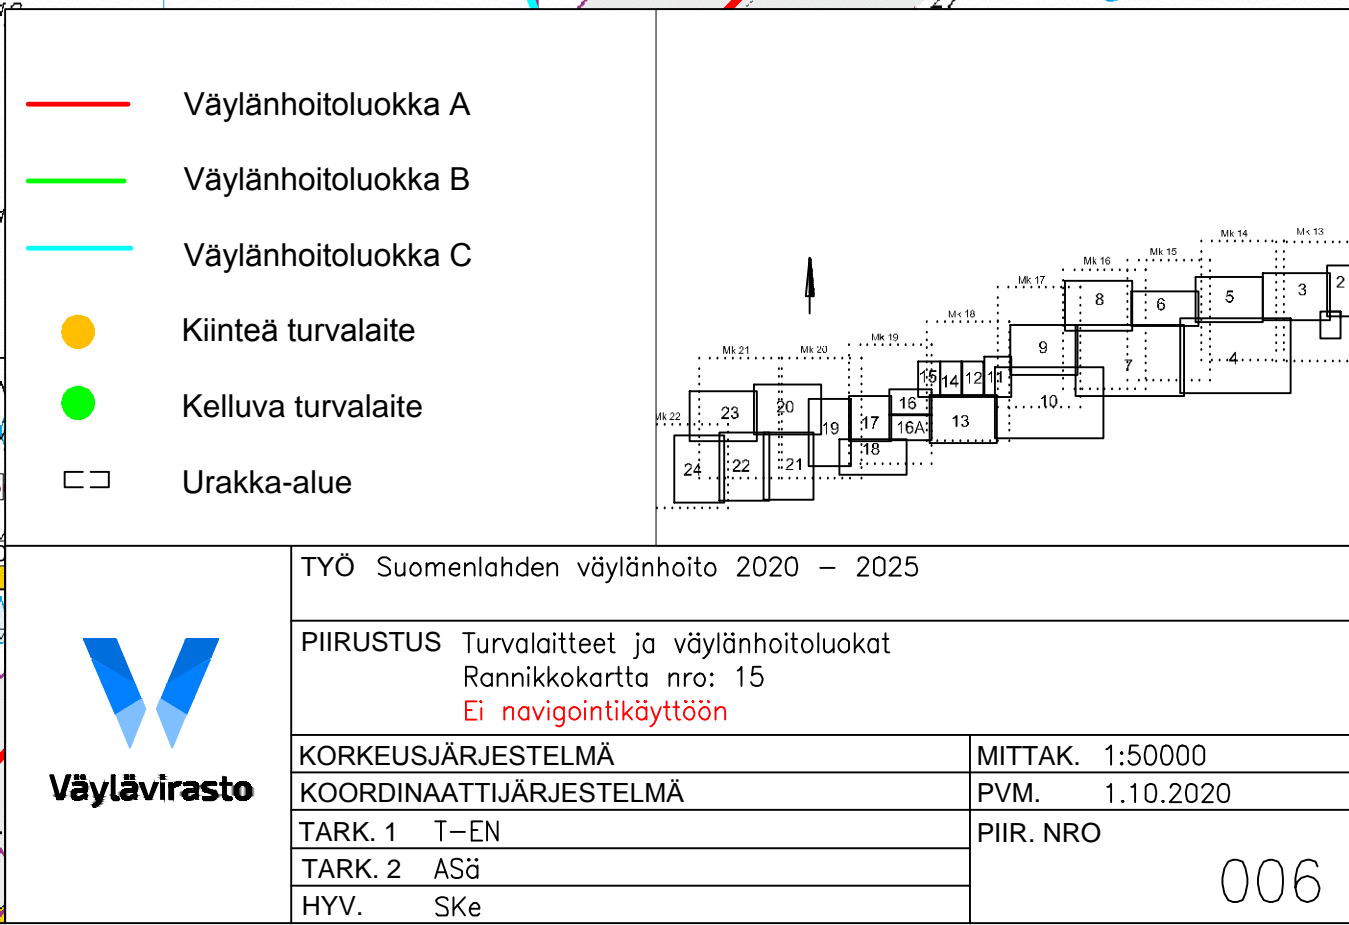 Väylänhoitoluokka A
Väylänhoitoluokka B
Väylänhoitoluokka C
Kiinteä turvalaite
Kelluva turvalaite
Urakka-alue
Mk 14
Mk 13
Mk 15
Mk 16
Mk 17
Mk 18
Mk 19
Mk 20
Mk 21
Mk 22
2
3
5
6
8
4
7
9
10
11
12
14
15
13
16
16A
17
18
19
20
23
21
22
24
Väylävirasto
TYÖ Suomenlahden väylänhoito 2020 – 2025
PIIRUSTUS Turvalaitteet ja väylänhoitoluokat
Rannikkokartta nro: 15
Ei navigointikäyttöön
KORKEUSJÄRJESTELMÄ
MITTAK. 1:50000
KOORDINAATTIJÄRJESTELMÄ
PVM. 1.10.2020
TARK. 1 T-EN
PIIR. NRO
006
TARK. 2 ASä
HYV. SKe